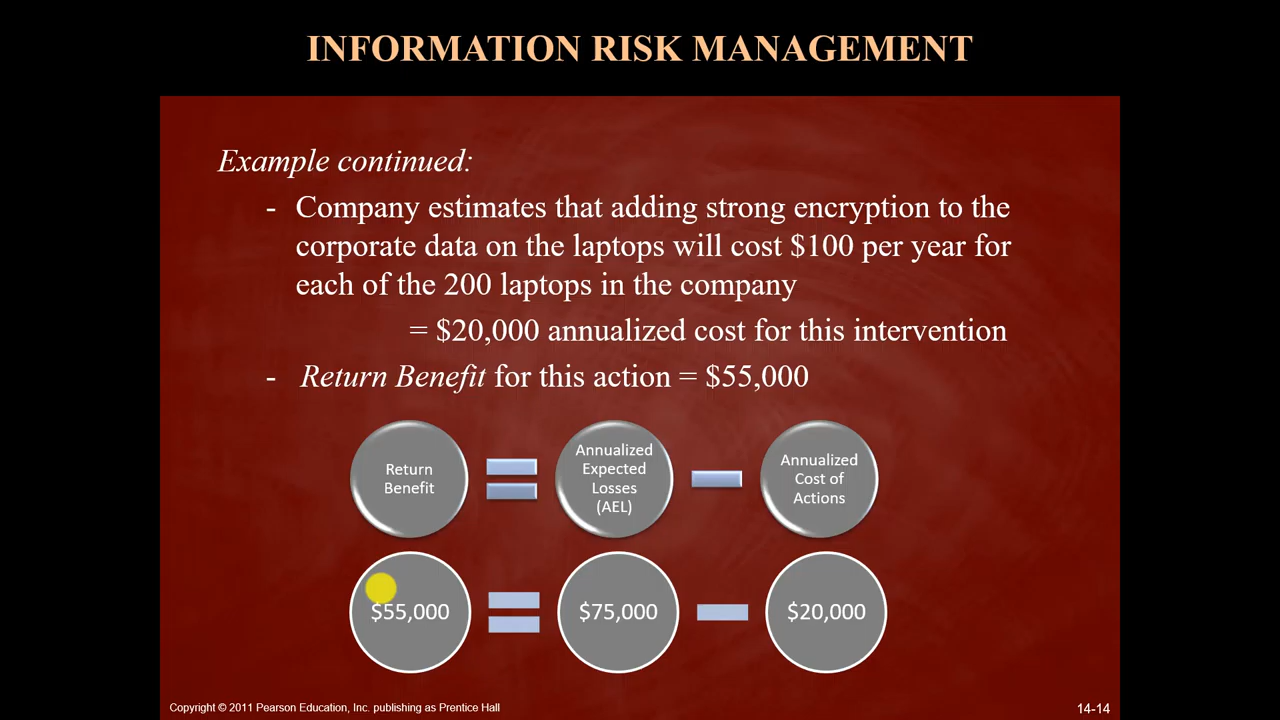 INFORMATION RISK MANAGEMENT
Example continued:
- Company estimates that adding strong encryption to the
corporate data on the laptops will cost $100 per year for
each of the 200 laptops in the company
= $20,000 annualized cost for this intervention
- Return Benefit for this action = $55,000
Return
Benefit
Annualized
Expected
Losses
(AEL)
Annualized
Cost of
Actions
$55,000
$75,000
$20,000
Copyright © 2011 Pearson Education, Inc. publishing as Prentice Hall
14-14